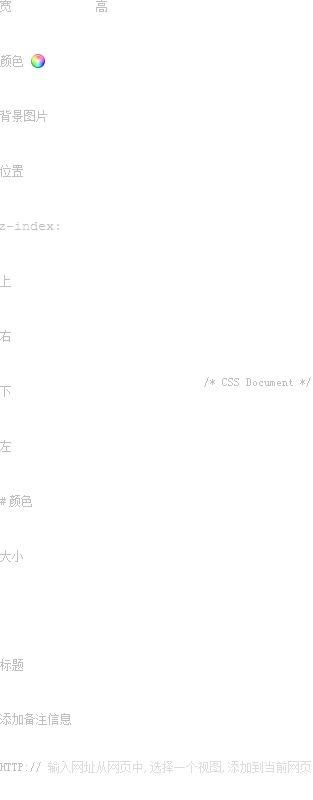 宽 高
颜色
背景图片
位置
z-index:
上
右
/* CSS Document */
下
左
# 颜色
大小
标题
添加备注信息
HTTP:// 输入网址从网页中,选择一个视图,添加到当前网页